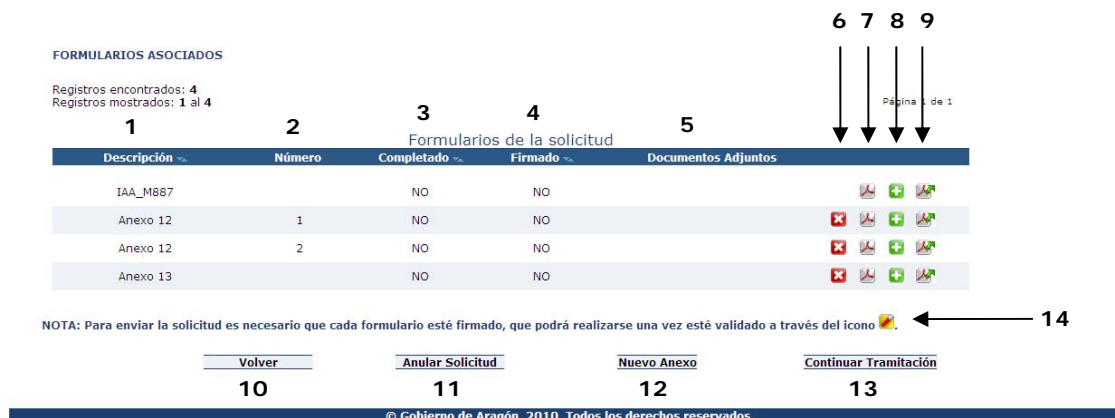 6 7 8 9
FORMULARIOS ASOCIADOS
Registros encontrados: 4
Registros mostrados: 1 al 4
Página 1 de 1
1 2 3 4 5
Formularios de la solicitud
Descripción Número Completado Firmado Documentos Adjuntos
IAA_M887 NO NO
Anexo 12 1 NO NO
Anexo 12 2 NO NO
Anexo 13 NO NO
NOTA: Para enviar la solicitud es necesario que cada formulario esté firmado, que podrá realizarse una vez esté validado a través del icono .
14
Volver Anular Solicitud Nuevo Anexo Continuar Tramitación
10 11 12 13
© Gobierno de Aragón, 2010. Todos los derechos reservados